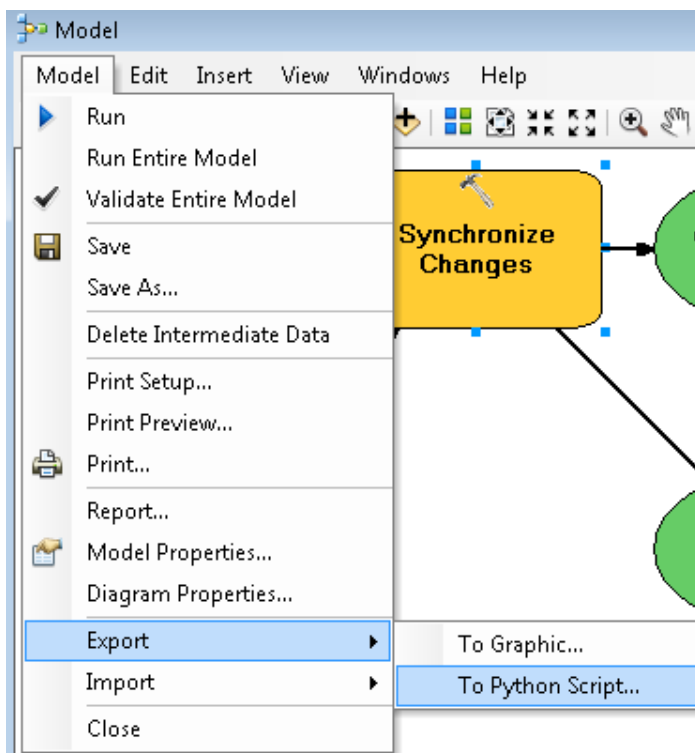 Model
Model Edit Insert View Windows Help
Run
Run Entire Model
Validate Entire Model
Save
Save As...
Delete Intermediate Data
Print Setup...
Print Preview...
Print...
Report...
Model Properties...
Diagram Properties...
Export
Import
Close
To Graphic...
To Python Script...
Synchronize
Changes